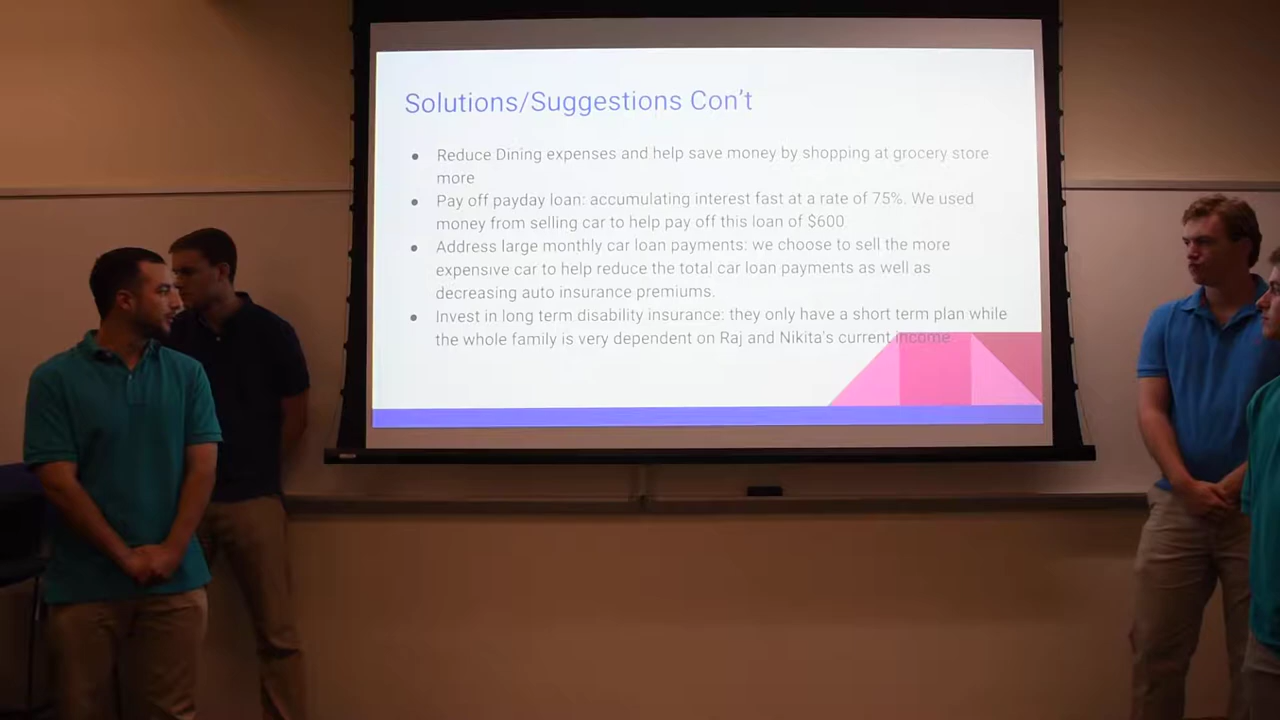 Solutions/Suggestions Con't
● Reduce Dining expenses and help save money by shopping at grocery store
more
● Pay off payday loan: accumulating interest fast at a rate of 75%. We used
money from selling car to help pay off this loan of $600
● Address large monthly car loan payments: we choose to sell the more
expensive car to help reduce the total car loan payments as well as
decreasing auto insurance premiums.
● Invest in long term disability insurance: they only have a short term plan while
the whole family is very dependent on Raj and Nikita's current income